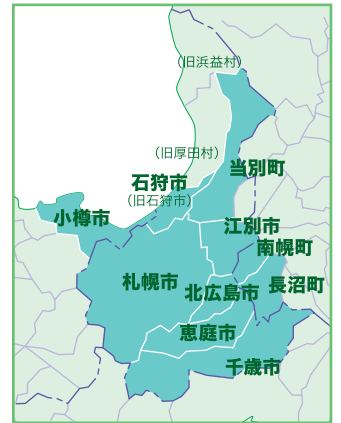 （旧浜益村）
（旧厚田村）
当別町
石狩市
（旧石狩市）
小樽市
江別市
南幌町
札幌市
北広島市
長沼町
恵庭市
千歳市